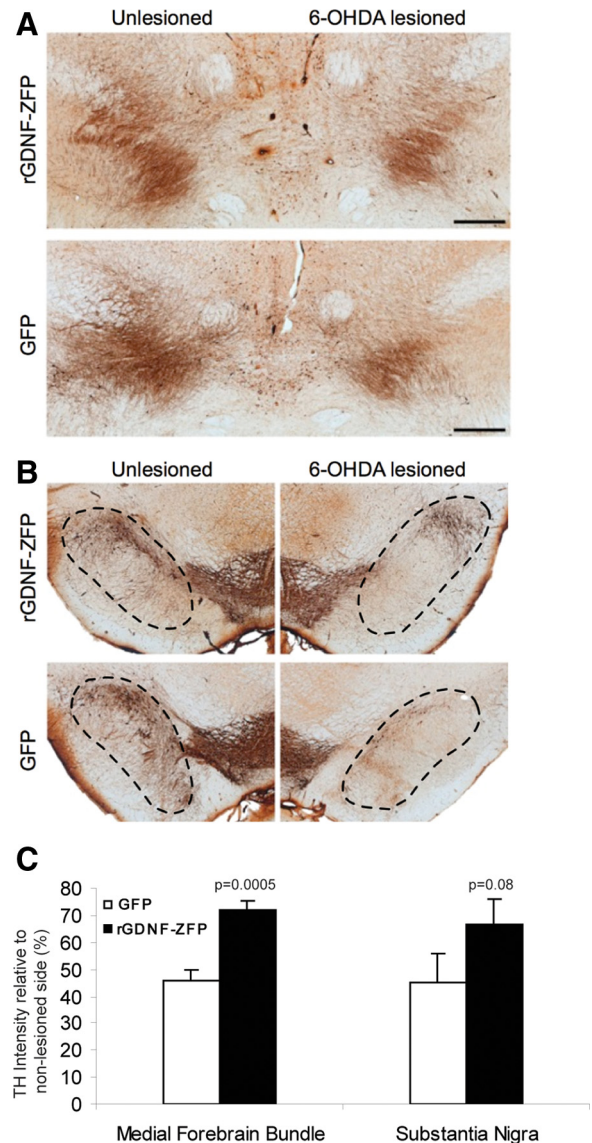 A
Unlesioned 6-OHDA lesioned
rGDNF-ZFP
GFP
B
Unlesioned 6-OHDA lesioned
rGDNF-ZFP
GFP
C
TH Intensity relative to
non-lesioned side (%)
80
70
60
50
40
30
20
10
0
GFP
rGDNF-ZFP
p=0.0005
p=0.08
Medial Forebrain Bundle Substantia Nigra